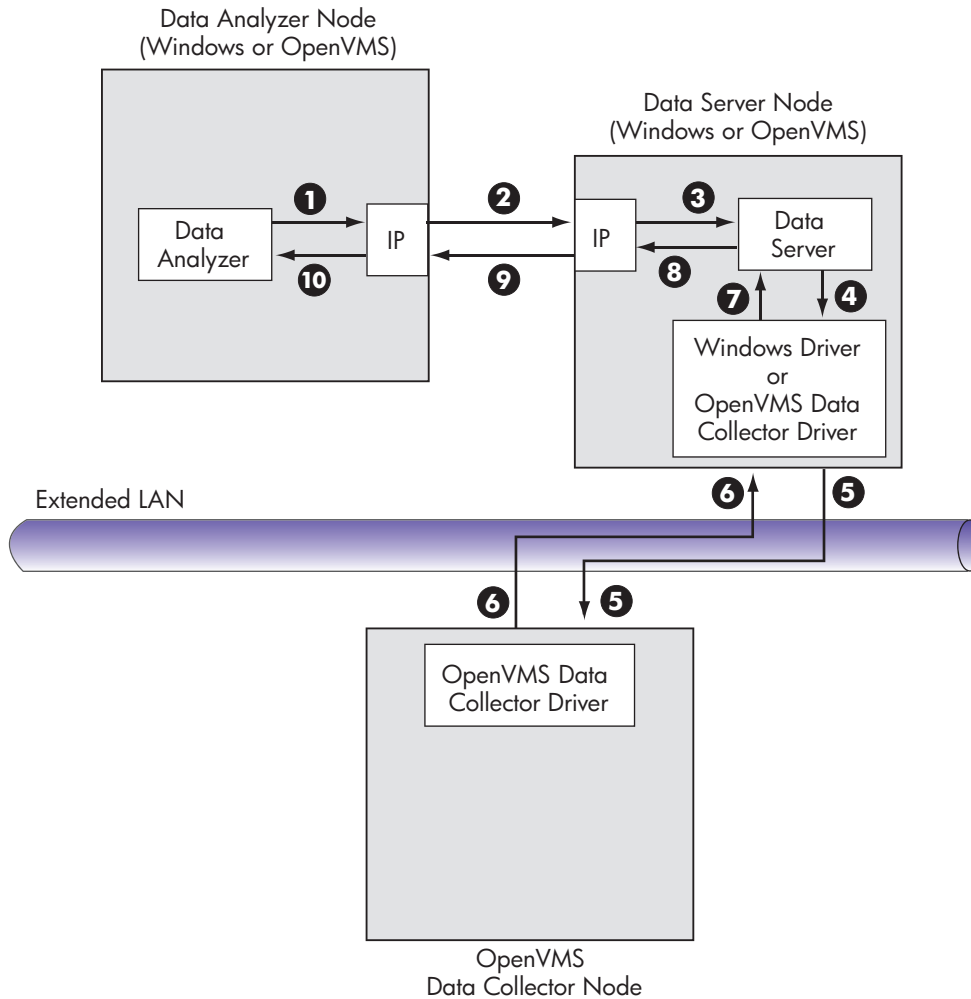 Data Analyzer Node
(Windows or OpenVMS)
Data Server Node
(Windows or OpenVMS)
1
2
3
Data
Analyzer
IP
IP
Data
Server
10
9
8
7
4
Windows Driver
or
OpenVMS Data
Collector Driver
6
5
Extended LAN
6
5
OpenVMS Data
Collector Driver
OpenVMS
Data Collector Node